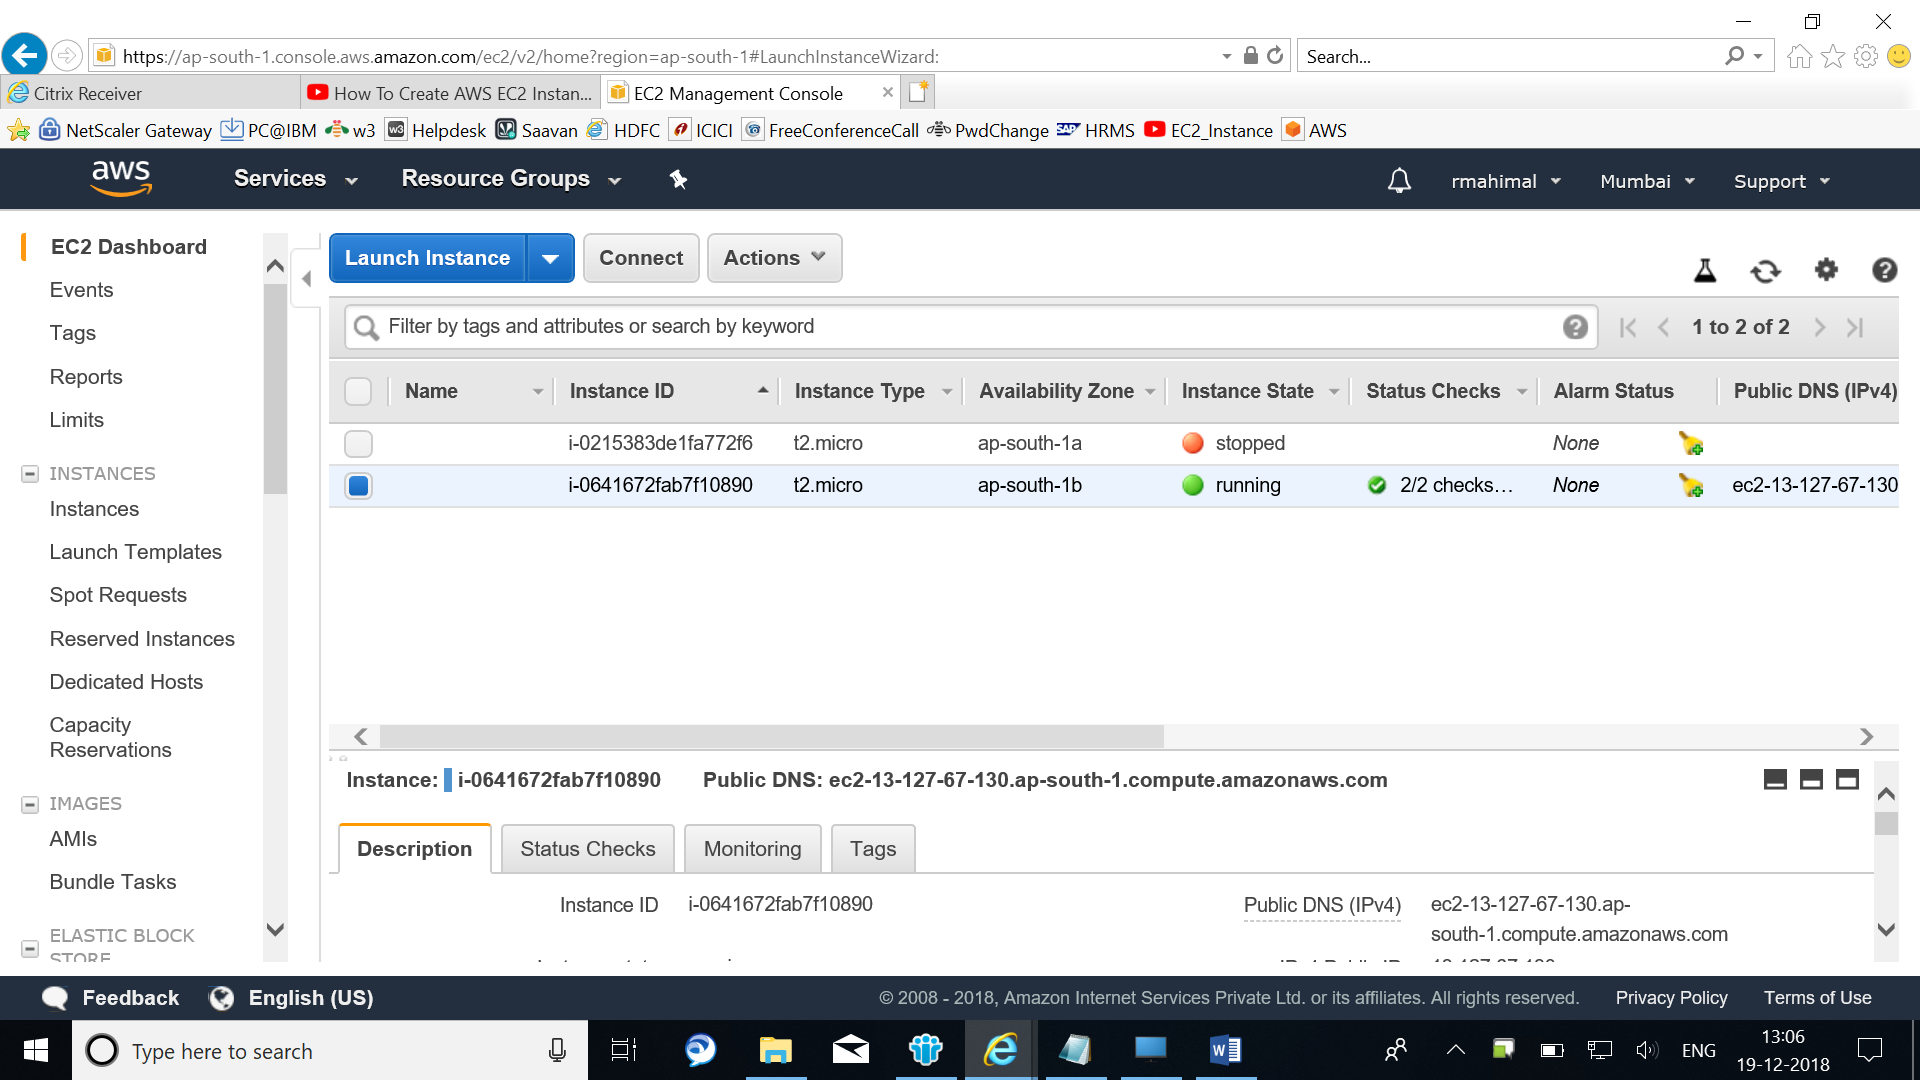 https://ap-south-1.console.aws.amazon.com/ec2/v2/home?region=ap-south-1#LaunchInstanceWizard:
Search...
Citrix Receiver
How To Create AWS EC2 Instan...
EC2 Management Console
NetScaler Gateway PC@IBM w3 Helpdesk Saavan HDFC ICICI FreeConferenceCall PwdChange HRMS EC2_Instance AWS
aws
Services
Resource Groups
rmahimal
Mumbai
Support
EC2 Dashboard
Events
Tags
Reports
Limits
INSTANCES
Instances
Launch Templates
Spot Requests
Reserved Instances
Dedicated Hosts
Capacity
Reservations
IMAGES
AMIs
Bundle Tasks
ELASTIC BLOCK
STORE
Launch Instance
Connect
Actions
Filter by tags and attributes or search by keyword
1 to 2 of 2
Name Instance ID Instance Type Availability Zone Instance State Status Checks Alarm Status Public DNS (IPv4)
i-0215383de1fa772f6 t2.micro ap-south-1a stopped None
i-0641672fab7f10890 t2.micro ap-south-1b running 2/2 checks... None ec2-13-127-67-130
Instance: i-0641672fab7f10890 Public DNS: ec2-13-127-67-130.ap-south-1.compute.amazonaws.com
Description
Status Checks
Monitoring
Tags
Instance ID i-0641672fab7f10890
Public DNS (IPv4) ec2-13-127-67-130.ap-
south-1.compute.amazonaws.com
Feedback
English (US)
© 2008 - 2018, Amazon Internet Services Private Ltd. or its affiliates. All rights reserved.
Privacy Policy
Terms of Use
Type here to search
ENG
13:06
19-12-2018